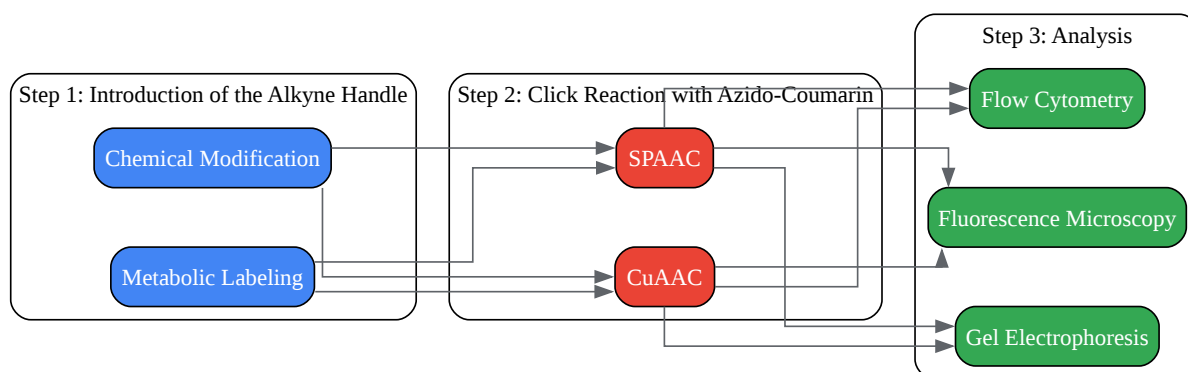 Step 1: Introduction of the Alkyne Handle
Chemical Modification
Metabolic Labeling
Step 2: Click Reaction with Azido-Coumarin
SPAAC
CuAAC
Step 3: Analysis
Flow Cytometry
Fluorescence Microscopy
Gel Electrophoresis